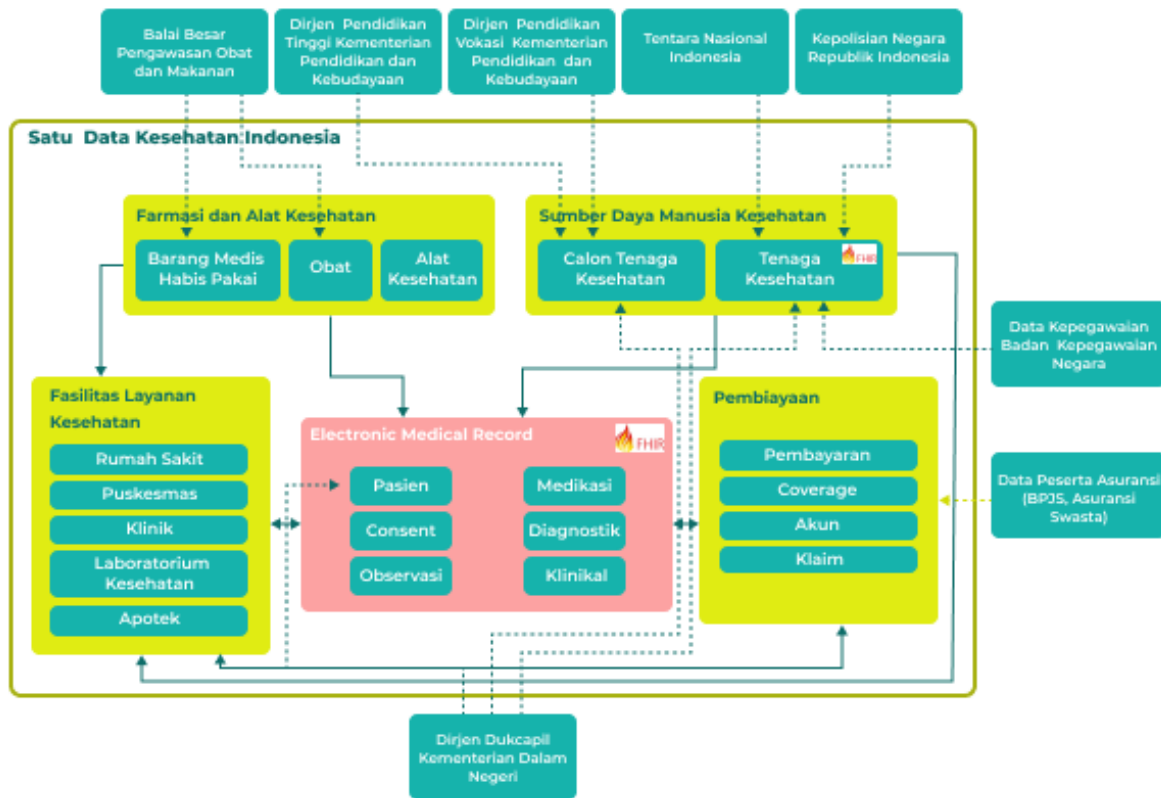 Balai Besar
Pengawasan Obat
dan Makanan
Dirjen Pendidikan
Tinggi Kementerian
Pendidikan dan
Kebudayaan
Dirjen Pendidikan
Vokasi Kementerian
Pendidikan dan
Kebudayaan
Tentara Nasional
Indonesia
Kepolisian Negara
Republik Indonesia
Satu Data Kesehatan Indonesia
Farmasi dan Alat Kesehatan
Barang Medis
Habis Pakai
Obat
Alat
Kesehatan
Sumber Daya Manusia Kesehatan
Calon Tenaga
Kesehatan
Tenaga
Kesehatan
FHIR
Data Kepegawaian
Badan Kepegawaian
Negara
Fasilitas Layanan
Kesehatan
Rumah Sakit
Puskesmas
Klinik
Laboratorium
Kesehatan
Apotek
Electronic Medical Record
FHIR
Pasien
Consent
Observasi
Medikasi
Diagnostik
Klinikal
Pembiayaan
Pembayaran
Coverage
Akun
Klaim
Data Peserta Asuransi
(BPJS, Asuransi
Swasta)
Dirjen Dukcapil
Kementerian Dalam
Negeri